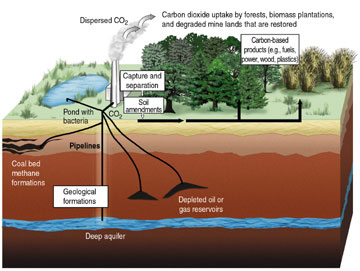 Dispersed CO2
Carbon dioxide uptake by forests, biomass plantations,
and degraded mine lands that are restored
Carbon-based
products (e.g., fuels,
power, wood, plastics)
Capture and
separation
Soil
amendments
Pond with
bacteria
CO2
Pipelines
Coal bed
methane
formations
Geological
formations
Depleted oil or
gas reservoirs
Deep aquifer